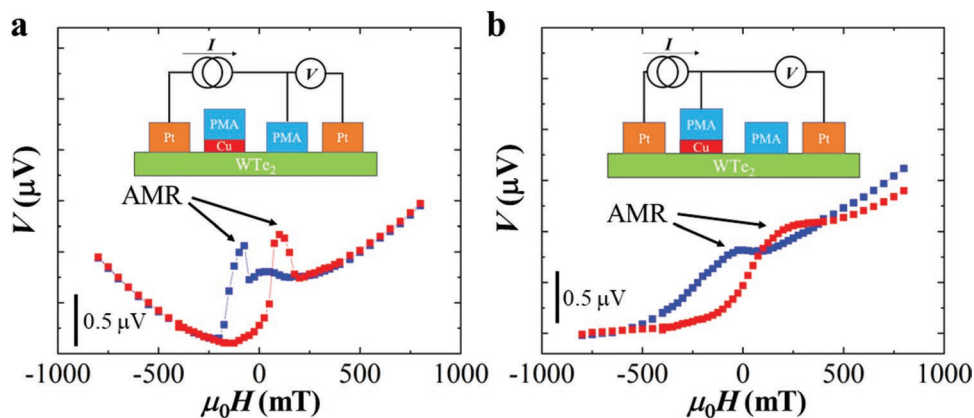 a
I
V
Pt
PMA
Cu
PMA
Pt
WTe₂
AMR
V (μV)
0.5 μV
-1000 -500 0 500 1000
μ₀H (mT)
b
I
V
Pt
PMA
Cu
PMA
Pt
WTe₂
AMR
V (μV)
0.5 μV
-1000 -500 0 500 1000
μ₀H (mT)